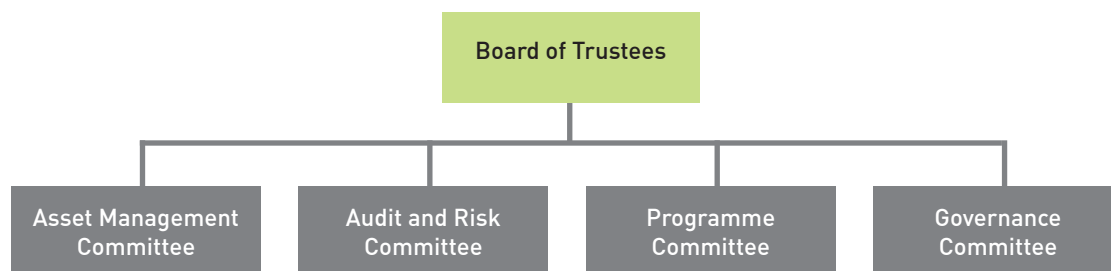 Board of Trustees
Asset Management
Committee
Audit and Risk
Committee
Programme
Committee
Governance
Committee